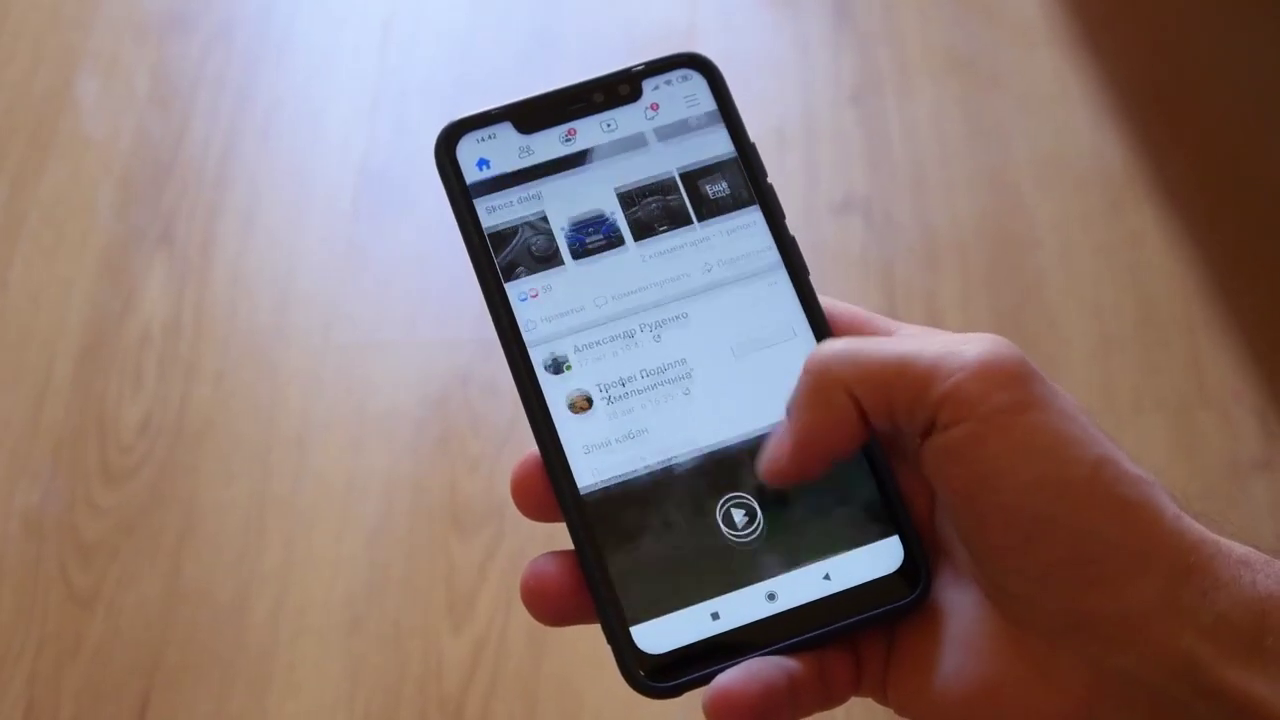 14:42
Skocz dalej!
Ещё
59
2 комментария • 1 репост
Нравится
Комментировать
Поделиться
Александр Руденко
Трофеї Поділля
"Хмельниччина"
Злий кабан